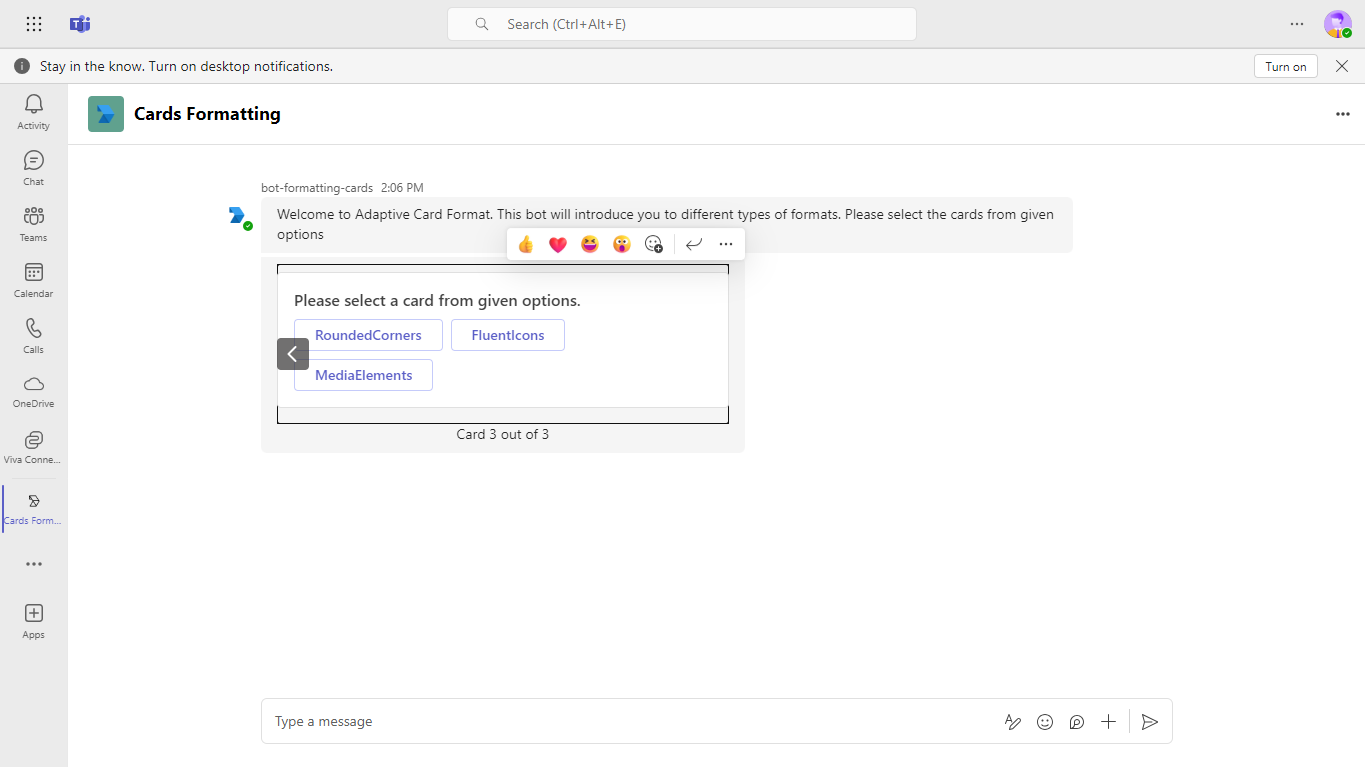 Search (Ctrl+Alt+E)
Stay in the know. Turn on desktop notifications.
Turn on
Activity
Chat
Teams
Calendar
Calls
OneDrive
Viva Conne...
Cards Form...
Apps
Cards Formatting
bot-formatting-cards 2:06 PM
Welcome to Adaptive Card Format. This bot will introduce you to different types of formats. Please select the cards from given
options
Please select a card from given options.
RoundedCorners
FluentIcons
MediaElements
Card 3 out of 3
Type a message